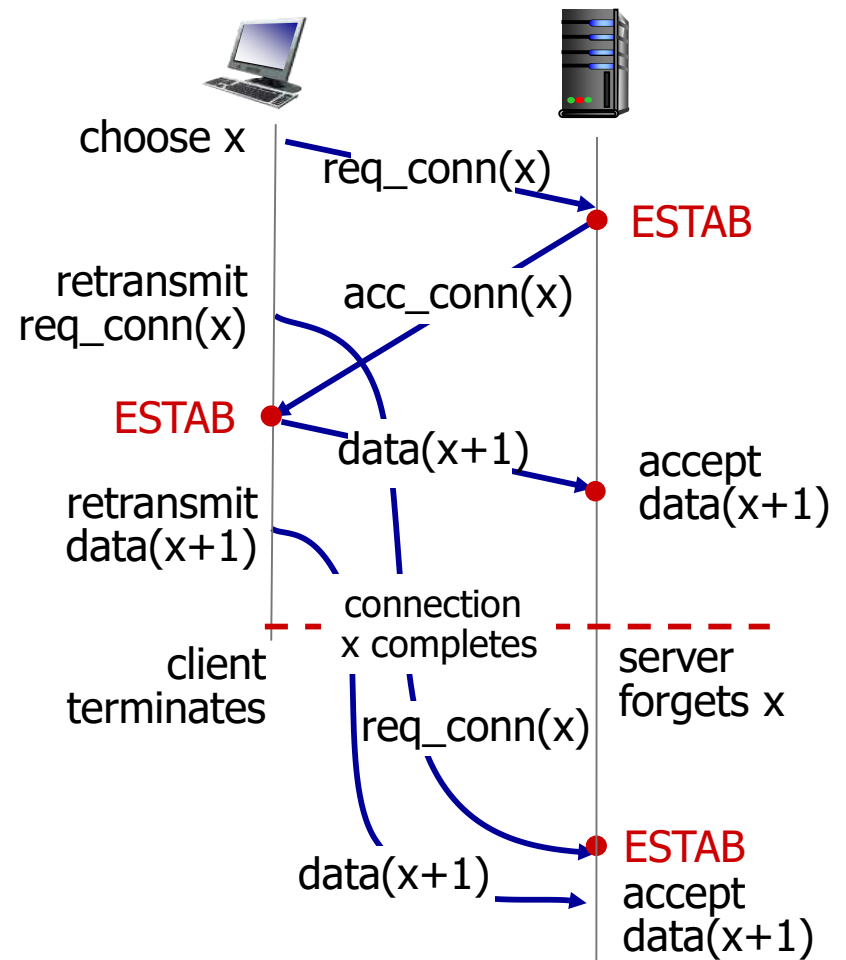 choose x
req_conn(x)
ESTAB
retransmit
req_conn(x)
acc_conn(x)
ESTAB
data(x+1)
accept
data(x+1)
retransmit
data(x+1)
connection
x completes
client
terminates
server
forgets x
req_conn(x)
ESTAB
data(x+1)
accept
data(x+1)